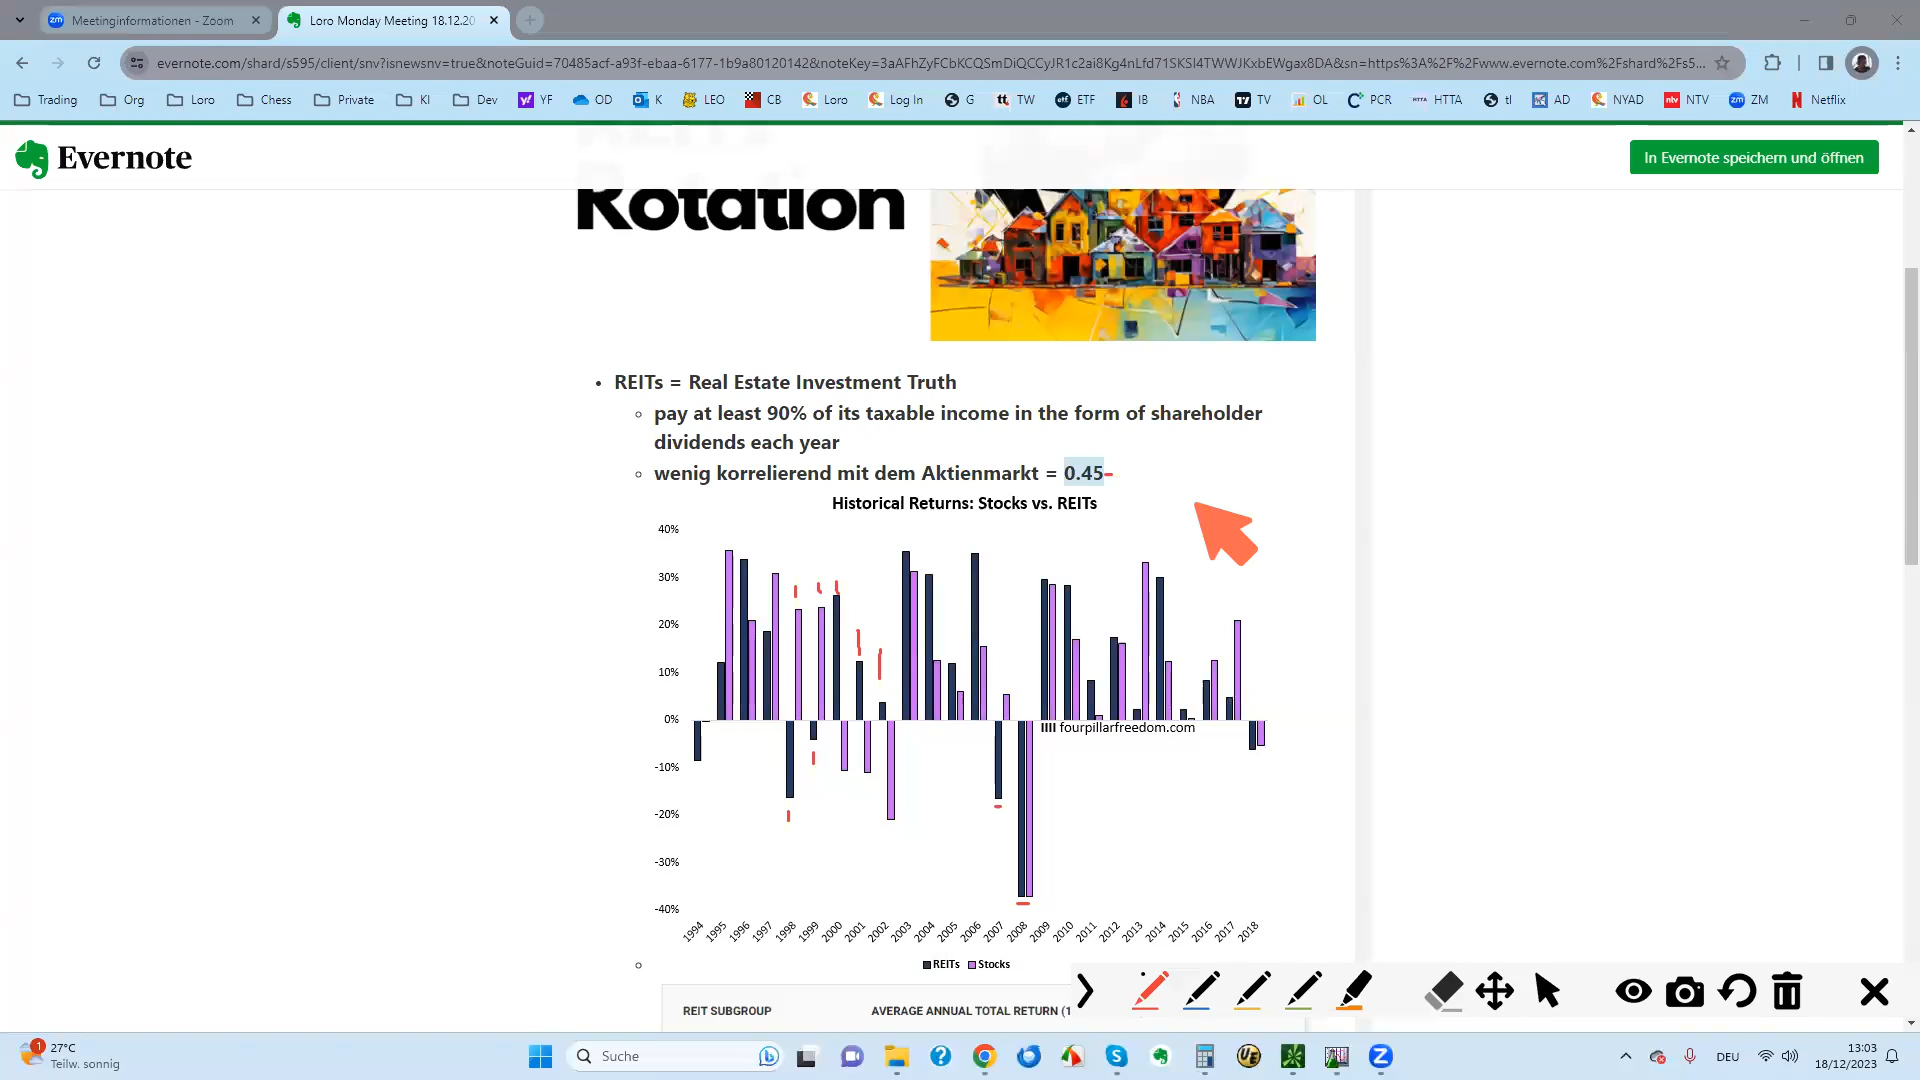 Meetinginformationen - Zoom
Loro Monday Meeting 18.12.20
evernote.com/shard/s595/client/snv?isnewsnv=true&noteGuid=70485acf-a93f-ebaa-6177-1b9a80120142&noteKey=3aAFhZyFCbKCQSmDiQCCyJR1c2ai8Kg4nLfd71SKSl4TWWJKxbEWgax8DA&sn=https%3A%2F%2Fwww.evernote.com%2Fshard%2Fs5...
Trading Org Loro Chess Private KI Dev YF OD K LEO CB Loro Log In G TW ETF IB NBA TV OL PCR HTTA tl AD NYAD NTV ZM Netflix
Evernote
In Evernote speichern und öffnen
Rotation
• REITs = Real Estate Investment Truth
pay at least 90% of its taxable income in the form of shareholder
dividends each year
wenig korrelierend mit dem Aktienmarkt = 0.45
Historical Returns: Stocks vs. REITs
40%
30%
20%
10%
0%
fourpillarfreedom.com
-10%
-20%
-30%
-40%
1994 1995 1996 1997 1998 1999 2000 2001 2002 2003 2004 2005 2006 2007 2008 2009 2010 2011 2012 2013 2014 2015 2016 2017 2018
REITs Stocks
REIT SUBGROUP AVERAGE ANNUAL TOTAL RETURN (1
27°C
Teilw. sonnig
Suche
DEU
13:03
18/12/2023